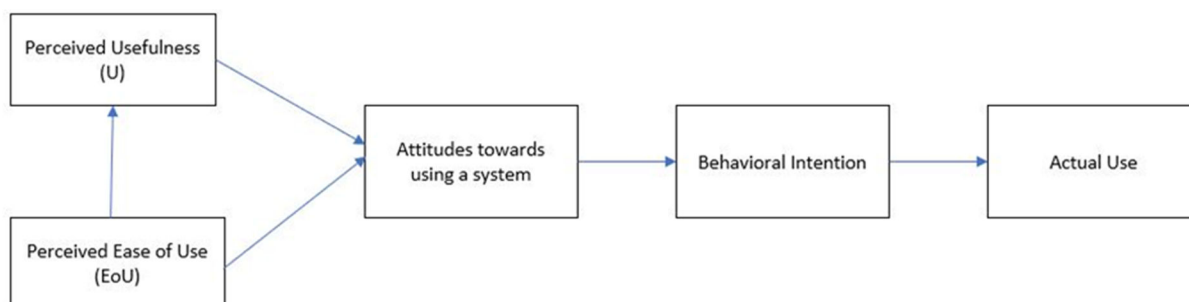 Perceived Usefulness
(U)
Attitudes towards
using a system
Behavioral Intention
Actual Use
Perceived Ease of Use
(EoU)